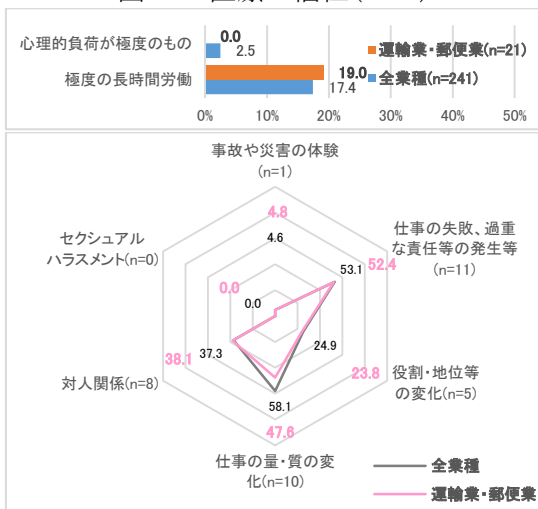 心理的負荷が極度のもの
0.0
2.5
運輸業・郵便業(n=21)
極度の長時間労働
19.0
17.4
全業種(n=241)
0% 10% 20% 30% 40% 50%
事故や災害の体験
(n=1)
4.8
4.6
セクシュアル
ハラスメント(n=0)
0.0
0.0
仕事の失敗、過重
な責任等の発生等
(n=11)
53.1
52.4
38.1
37.3
対人関係(n=8)
24.9
23.8
役割・地位等
の変化(n=5)
58.1
47.6
仕事の量・質の変
化(n=10)
全業種
運輸業・郵便業